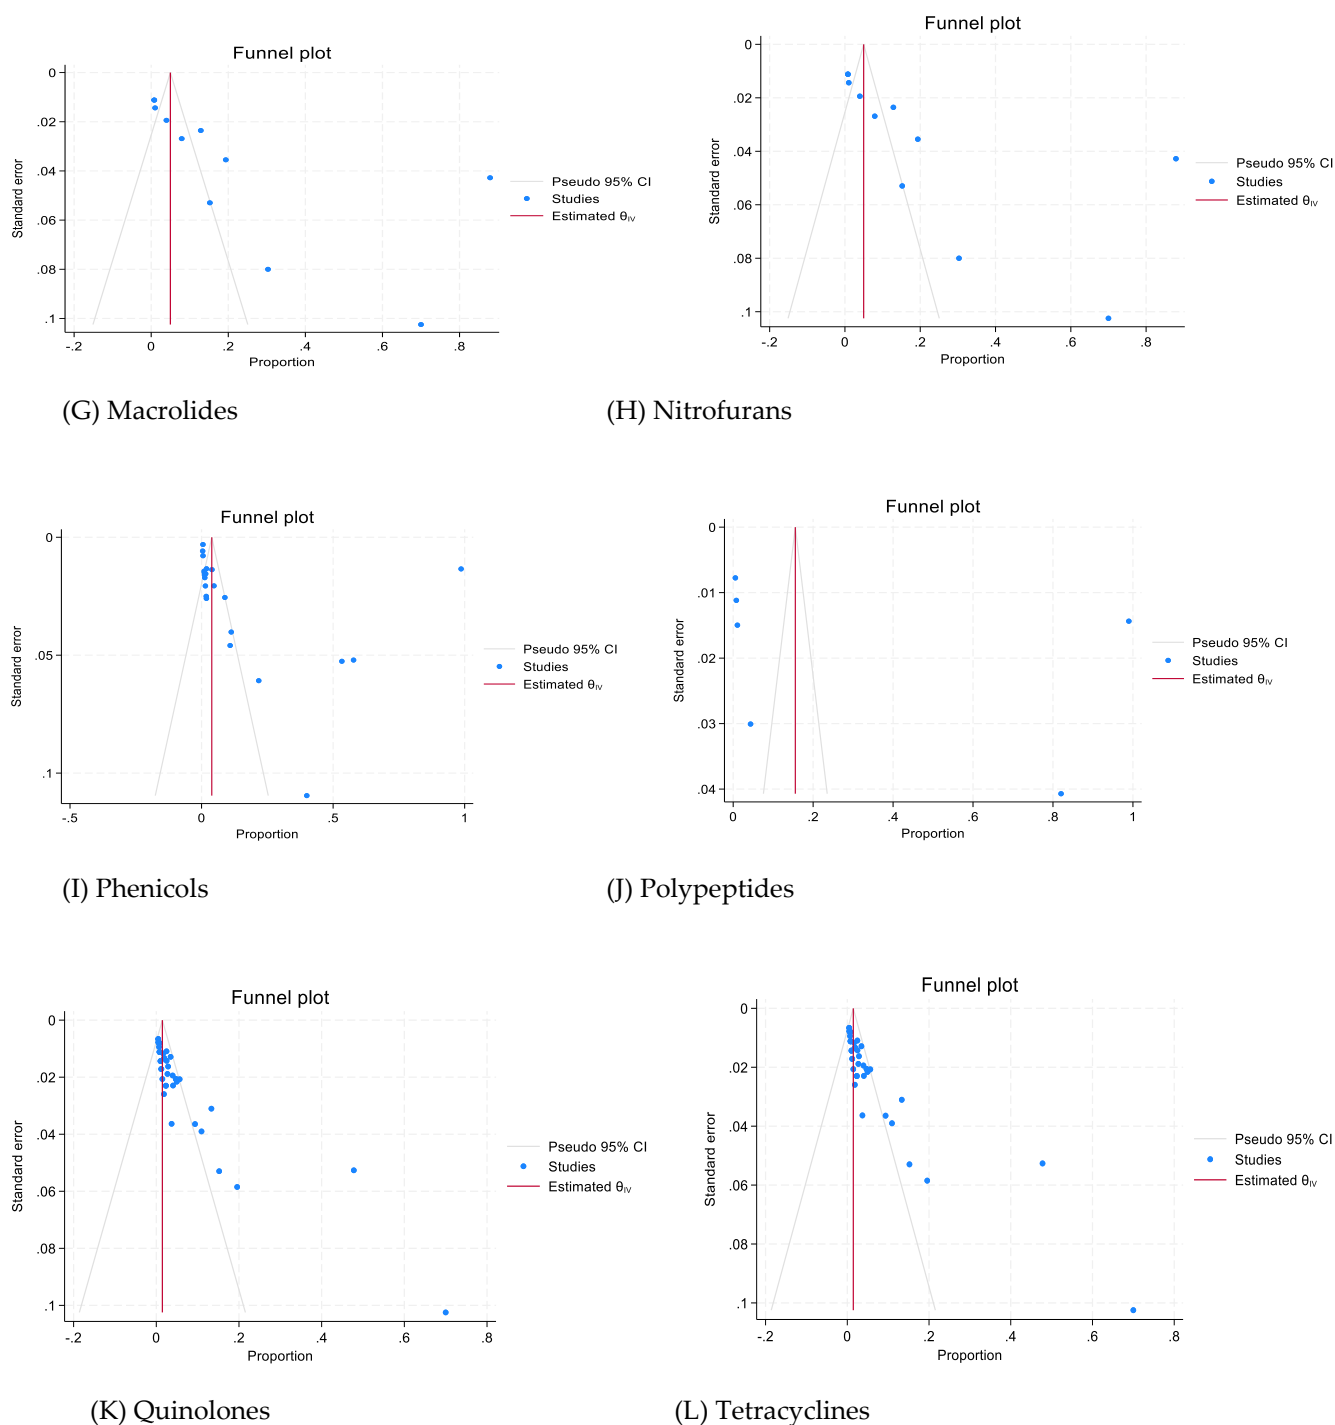 Funnel plot
0
.02
.04
.06
.08
.1
Standard error
-.2 0 .2 .4 .6 .8
Proportion
Pseudo 95% CI
Studies
Estimated θIV
(G) Macrolides
Funnel plot
0
.02
.04
.06
.08
.1
Standard error
-.2 0 .2 .4 .6 .8
Proportion
Pseudo 95% CI
Studies
Estimated θIV
(H) Nitrofurans
Funnel plot
0
.05
.1
Standard error
-.5 0 .5 1
Proportion
Pseudo 95% CI
Studies
Estimated θIV
(I) Phenicols
Funnel plot
0
.01
.02
.03
.04
Standard error
0 .2 .4 .6 .8 1
Proportion
Pseudo 95% CI
Studies
Estimated θIV
(J) Polypeptides
Funnel plot
0
.02
.04
.06
.08
.1
Standard error
-.2 0 .2 .4 .6 .8
Proportion
Pseudo 95% CI
Studies
Estimated θIV
(K) Quinolones
Funnel plot
0
.02
.04
.06
.08
.1
Standard error
-.2 0 .2 .4 .6 .8
Proportion
Pseudo 95% CI
Studies
Estimated θIV
(L) Tetracyclines